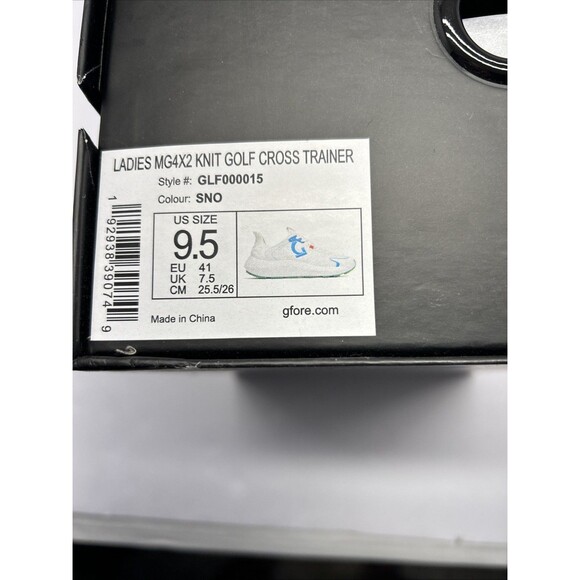 LADIES MG4X2 KNIT GOLF CROSS TRAINER
Style #: GLF000015
Colour: SNO
US SIZE
9.5
EU 41
UK 7.5
CM 25.5/26
G
Made in China
gfore.com
1 92938 39074 9